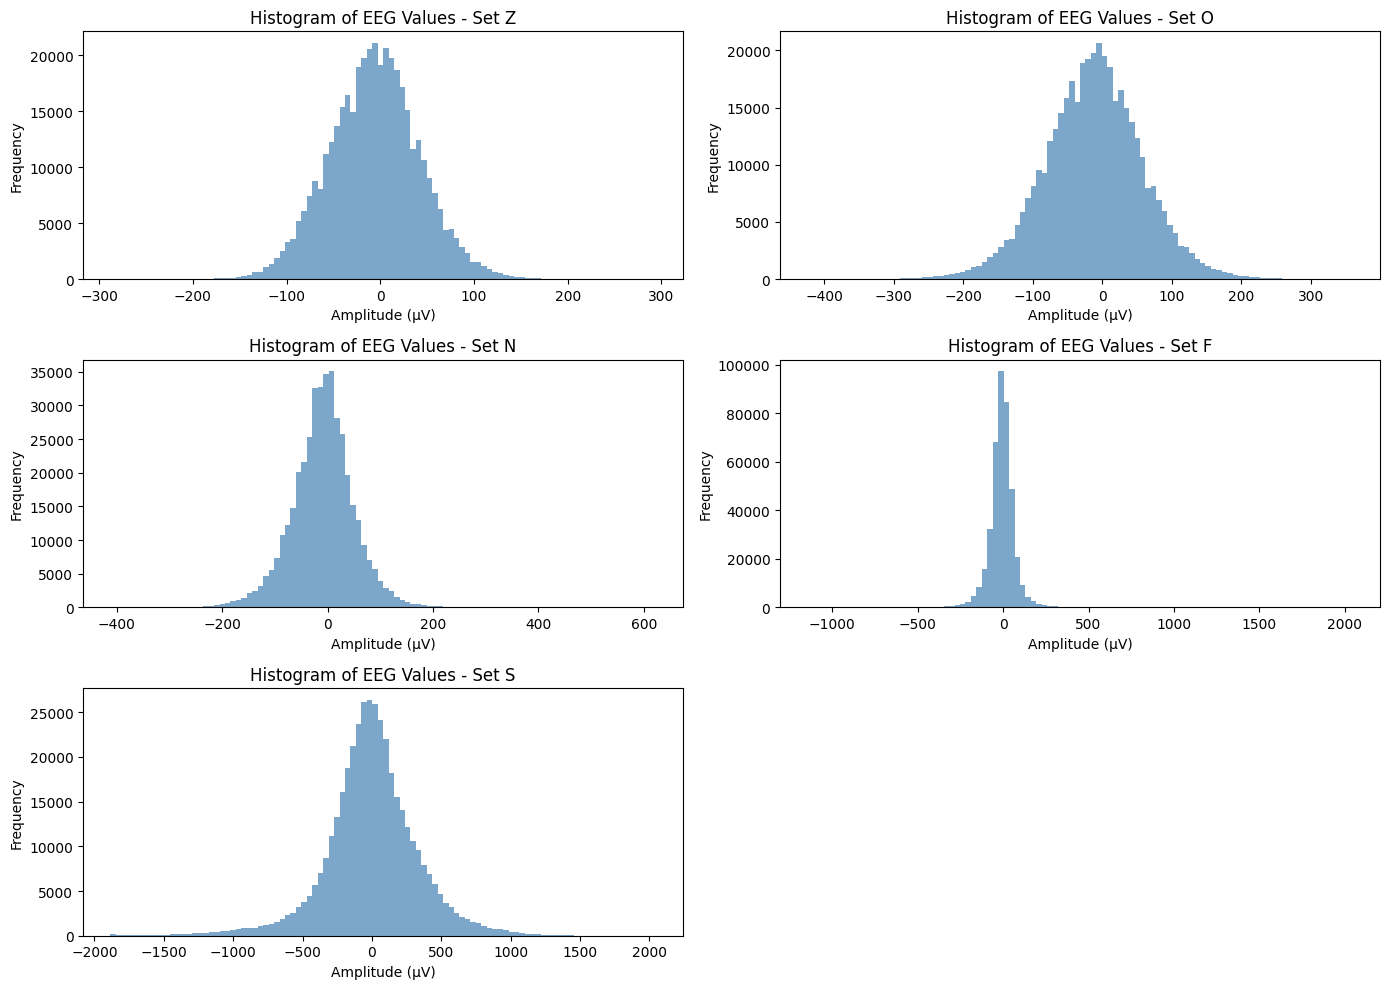 Histogram of EEG Values - Set Z
Frequency
20000
15000
10000
5000
0
−300 −200 −100 0 100 200 300
Amplitude (µV)
Histogram of EEG Values - Set O
Frequency
20000
15000
10000
5000
0
−400 −300 −200 −100 0 100 200 300
Amplitude (µV)
Histogram of EEG Values - Set N
Frequency
35000
30000
25000
20000
15000
10000
5000
0
−400 −200 0 200 400 600
Amplitude (µV)
Histogram of EEG Values - Set F
Frequency
100000
80000
60000
40000
20000
0
−1000 −500 0 500 1000 1500 2000
Amplitude (µV)
Histogram of EEG Values - Set S
Frequency
25000
20000
15000
10000
5000
0
−2000 −1500 −1000 −500 0 500 1000 1500 2000
Amplitude (µV)